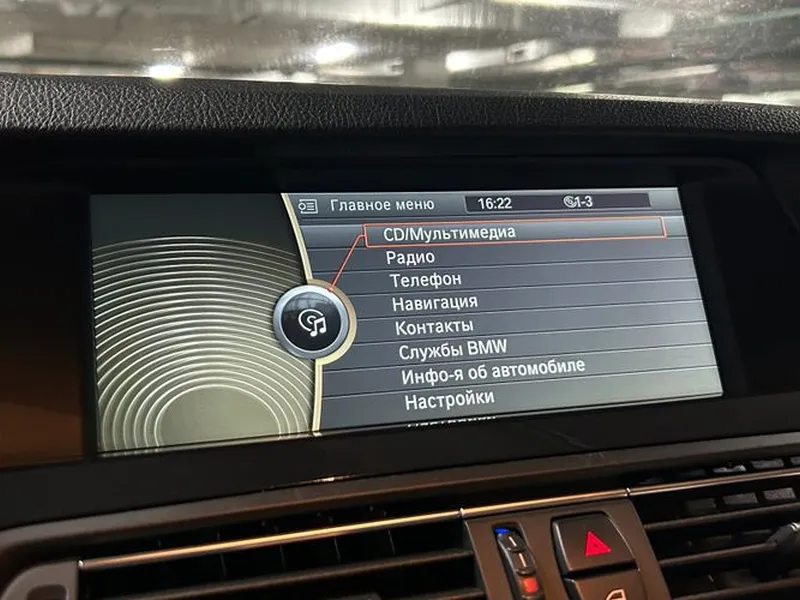 Главное меню 16:22 1-3
CD/Мультимедиа
Радио
Телефон
Навигация
Контакты
Службы BMW
Инфо-я об автомобиле
Настройки